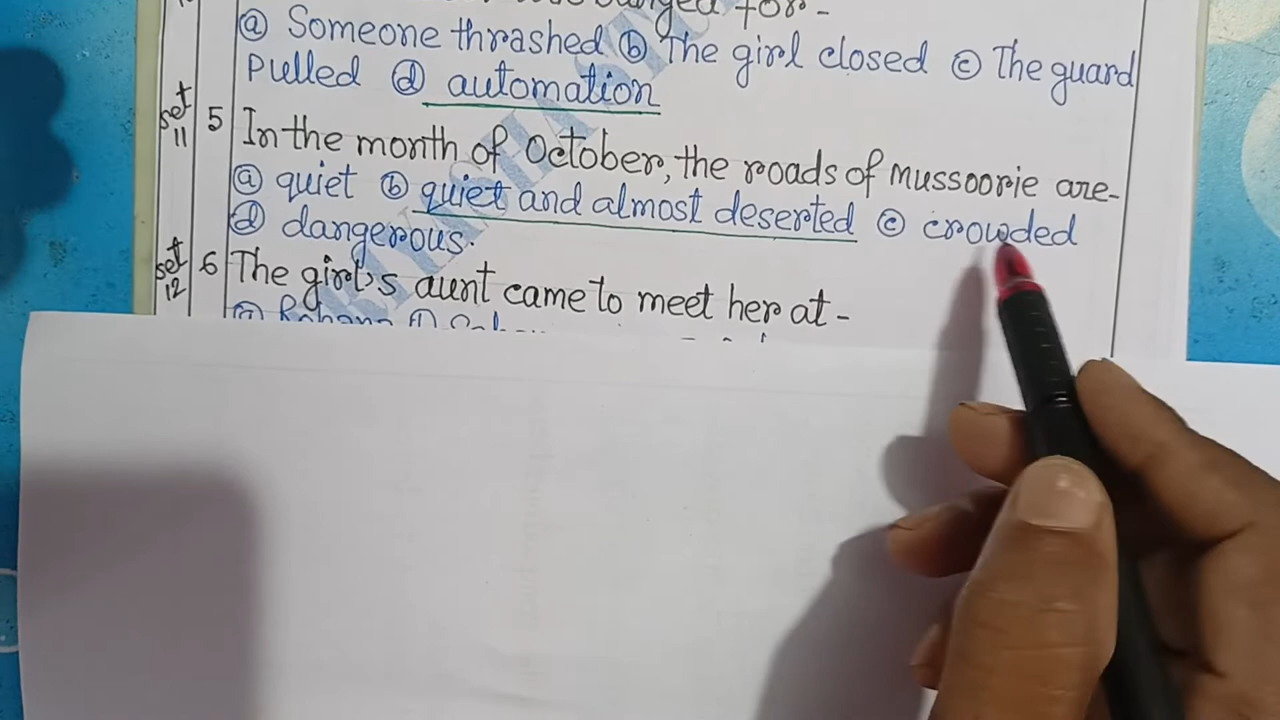 for-
ⓐ Someone thrashed ⓑ The girl closed ⓒ The guard
Pulled ⓓ automation
set 11 5 In the month of October, the roads of Mussoorie are-
ⓐ quiet ⓑ quiet and almost deserted ⓒ crowded
ⓓ dangerous.
set 12 6 The girl's aunt came to meet her at-